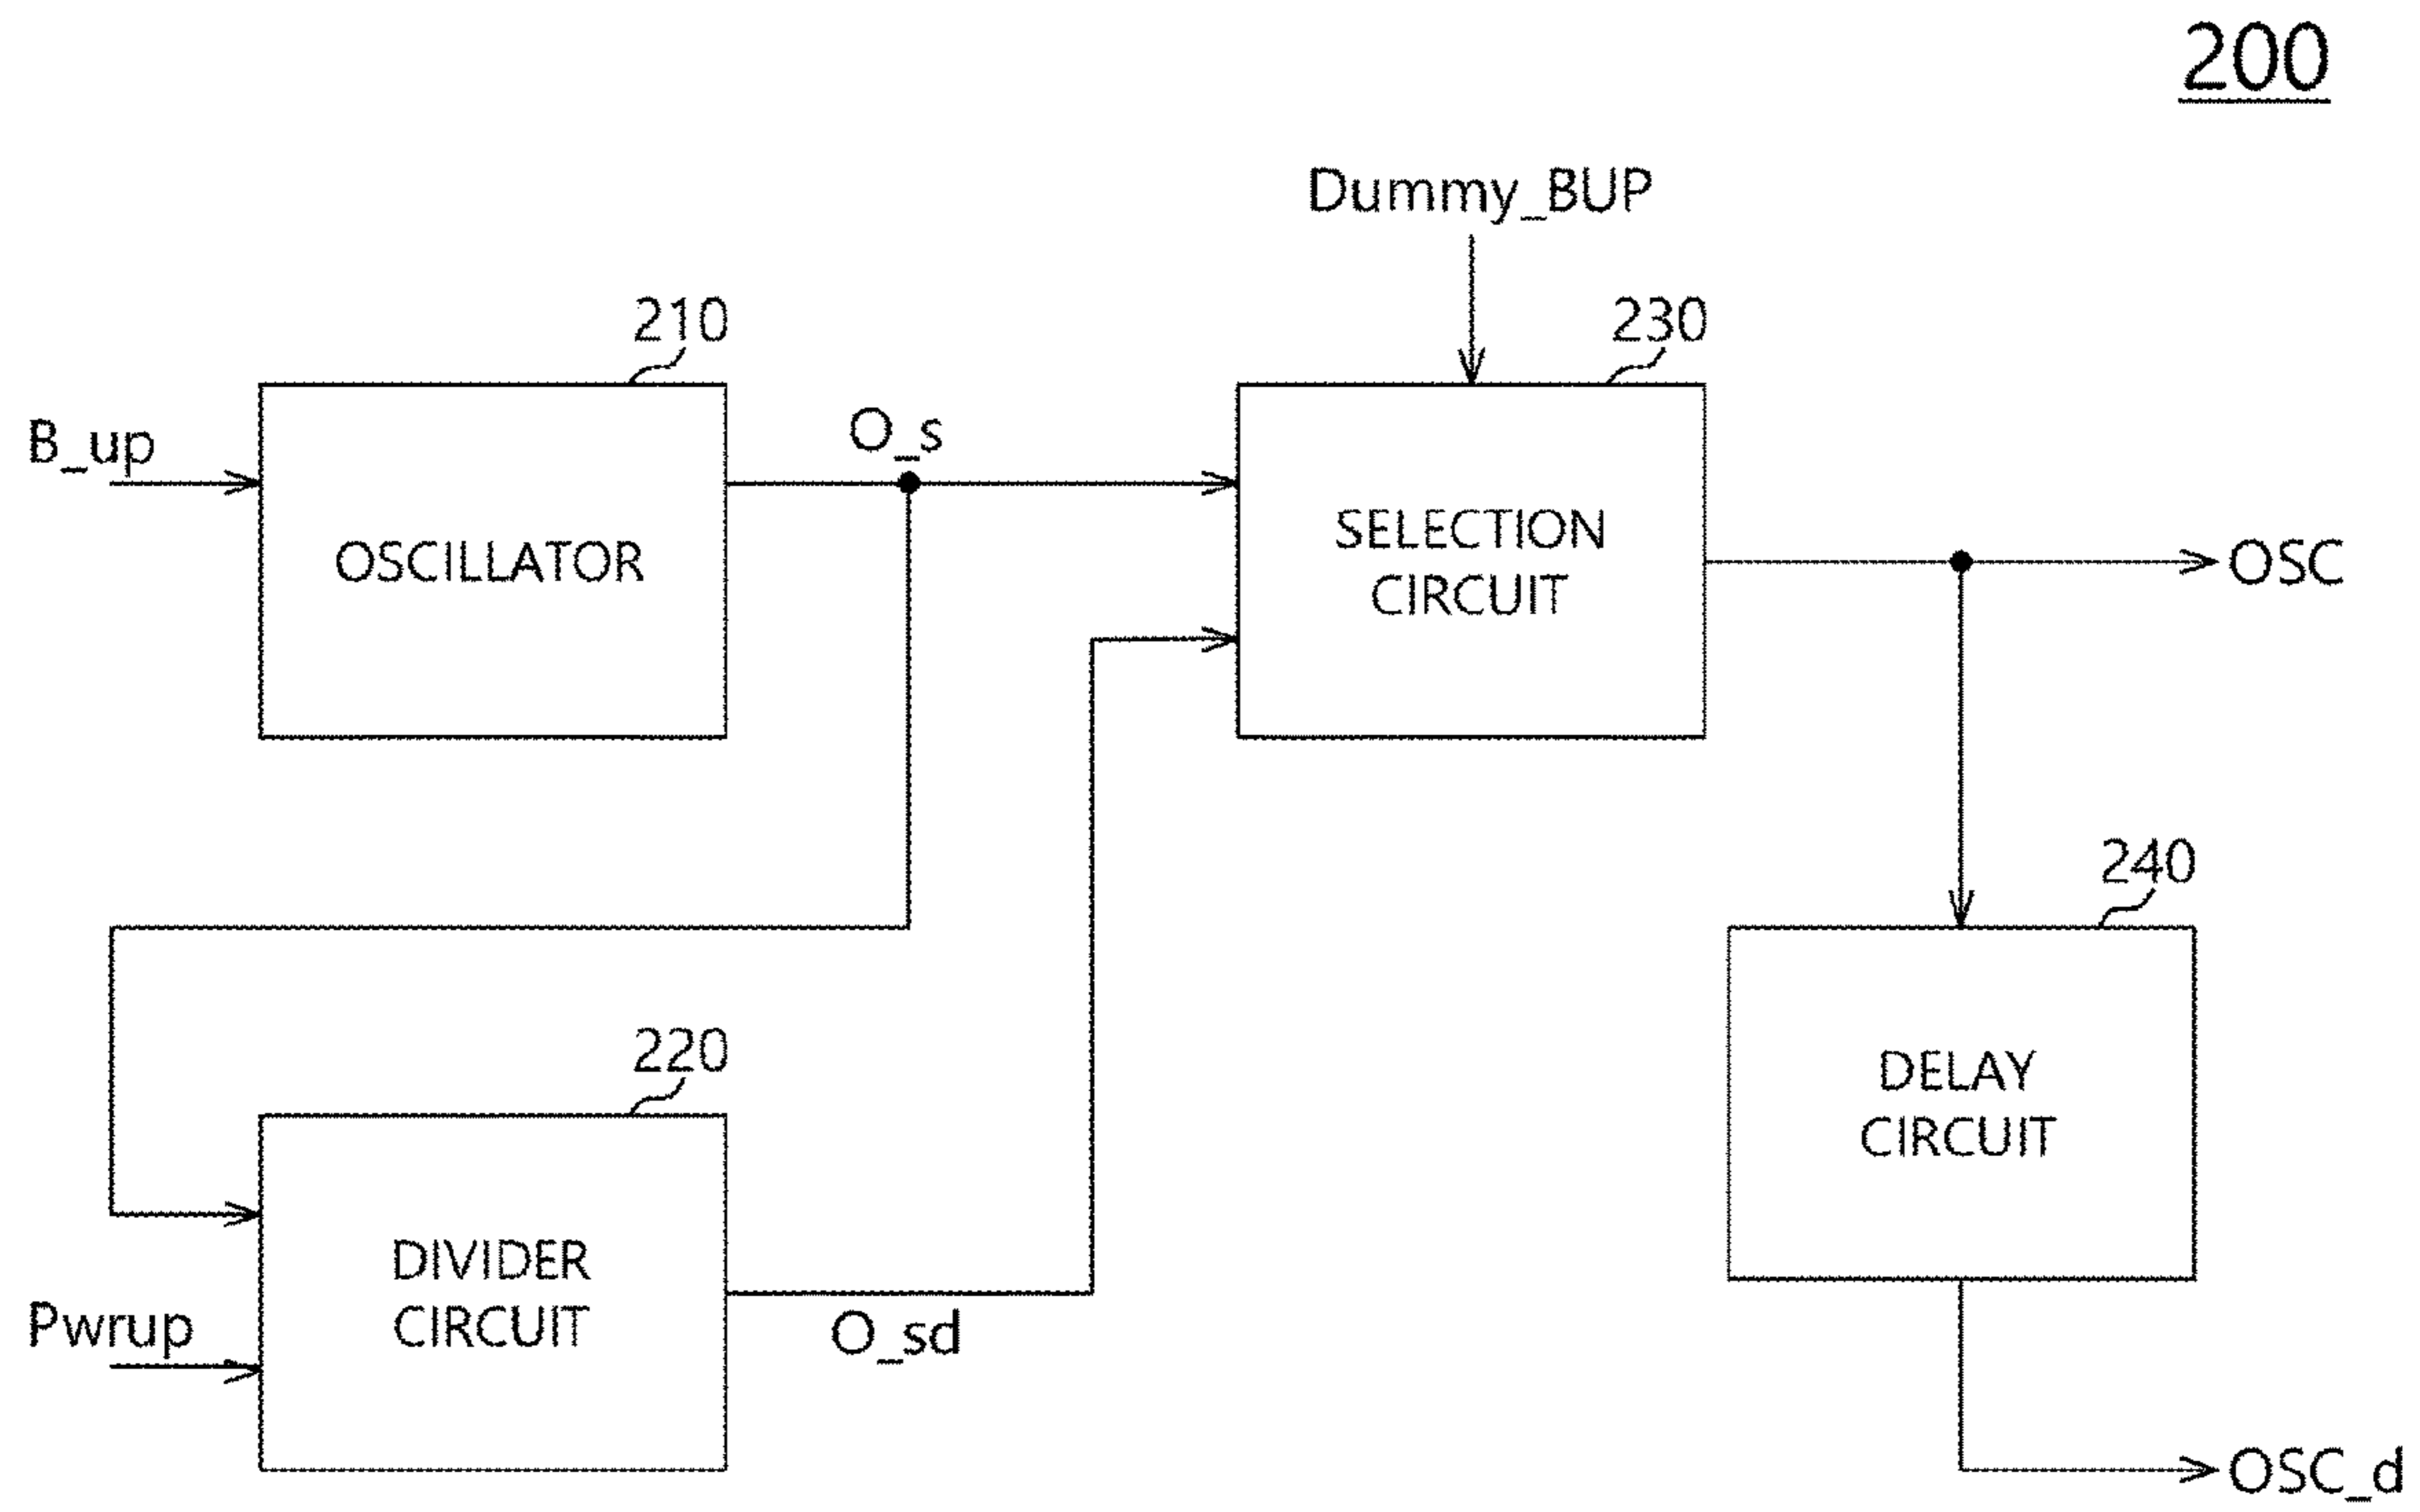 200
Dummy_BUP
210
230
B_up
O_s
OSCILLATOR
SELECTION
CIRCUIT
OSC
240
220
DELAY
CIRCUIT
DIVIDER
CIRCUIT
Pwrup
O_sd
OSC_d